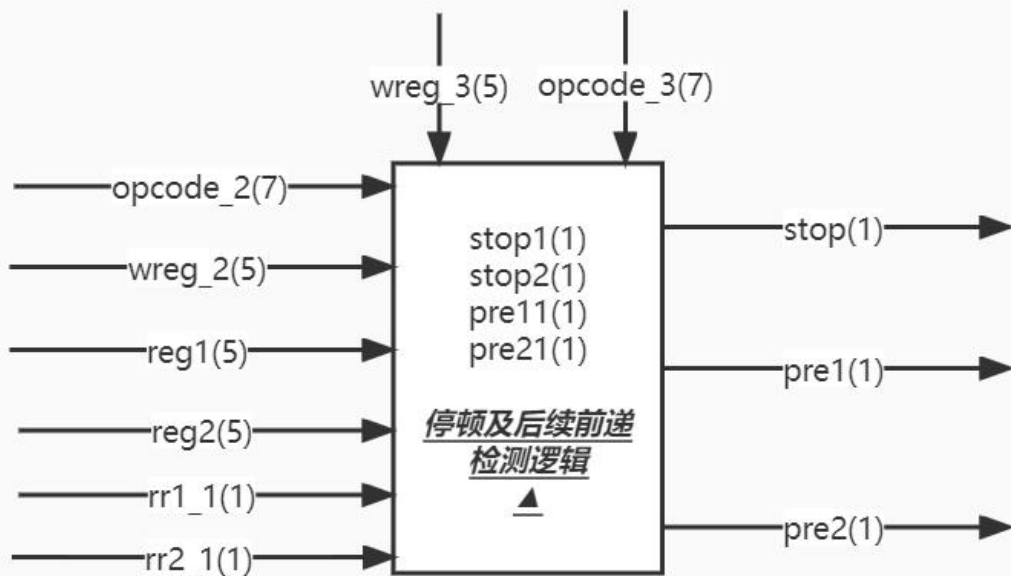 wreg_3(5)
opcode_3(7)
opcode_2(7)
wreg_2(5)
reg1(5)
reg2(5)
rr1_1(1)
rr2_1(1)
stop1(1)
stop2(1)
pre11(1)
pre21(1)
停顿及后续前递
检测逻辑
▲
stop(1)
pre1(1)
pre2(1)